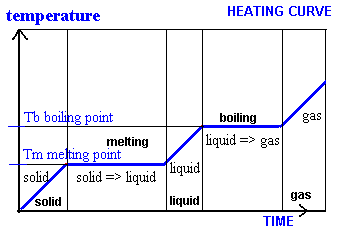 temperature
HEATING CURVE
Tb boiling point
boiling
gas
liquid => gas
melting
Tm melting point
liquid
solid
solid => liquid
solid
liquid
gas
TIME